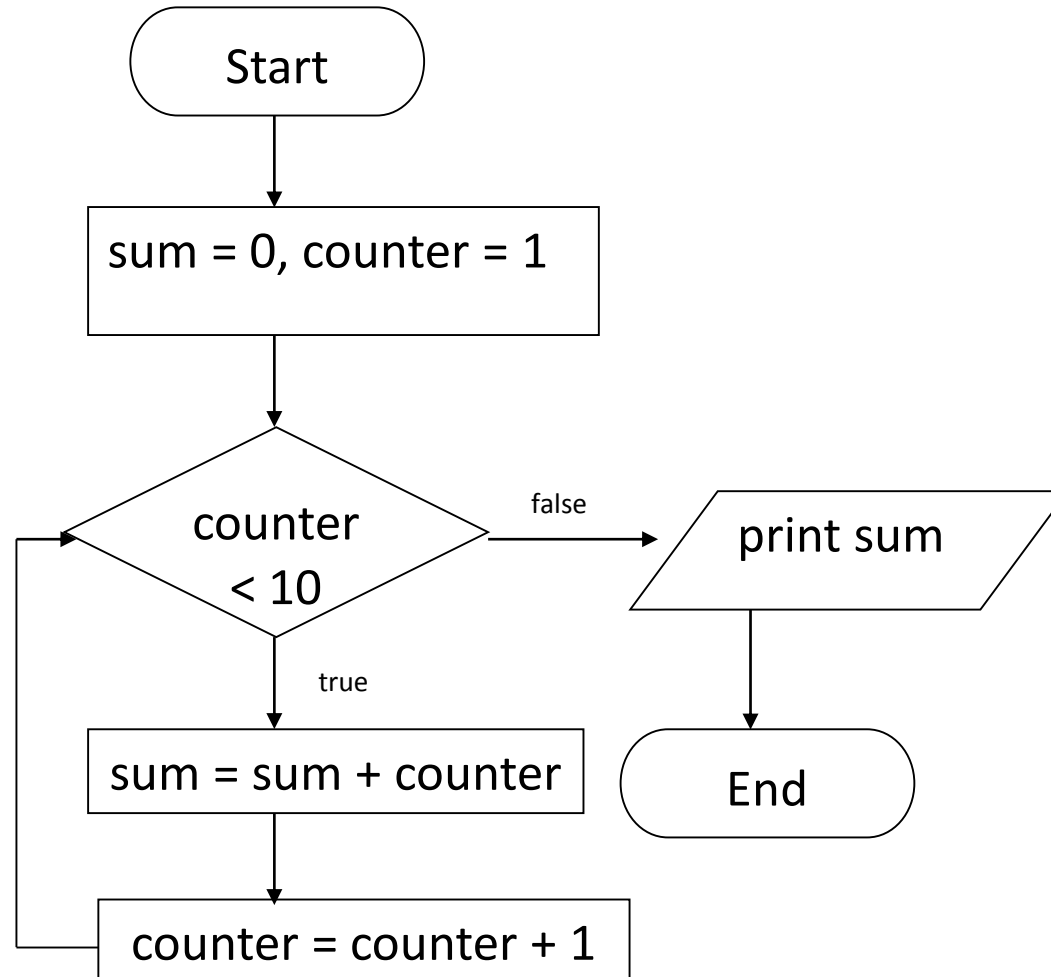 Start
sum = 0, counter = 1
counter
< 10
false
print sum
true
sum = sum + counter
End
counter = counter + 1